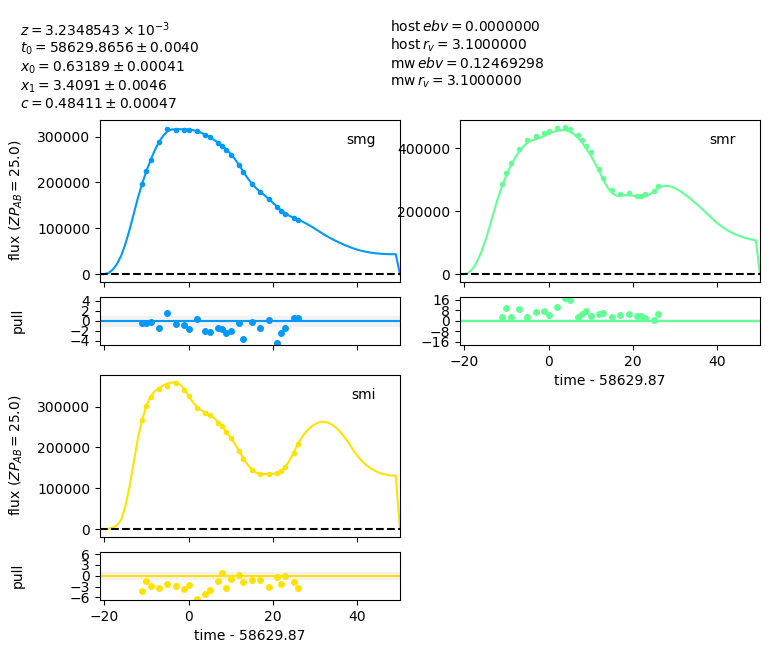 z = 3.2348543 × 10⁻³
t₀ = 58629.8656 ± 0.0040
x₀ = 0.63189 ± 0.00041
x₁ = 3.4091 ± 0.0046
c = 0.48411 ± 0.00047
host ebv = 0.0000000
host r_v = 3.1000000
mw ebv = 0.12469298
mw r_v = 3.1000000
smg
flux (ZP_AB = 25.0)
300000
200000
100000
0
pull
4
2
0
−2
−4
smr
400000
200000
0
16
8
0
−8
−16
−20
0
20
40
time - 58629.87
smi
flux (ZP_AB = 25.0)
300000
200000
100000
0
pull
6
3
0
−3
−6
−20
0
20
40
time - 58629.87